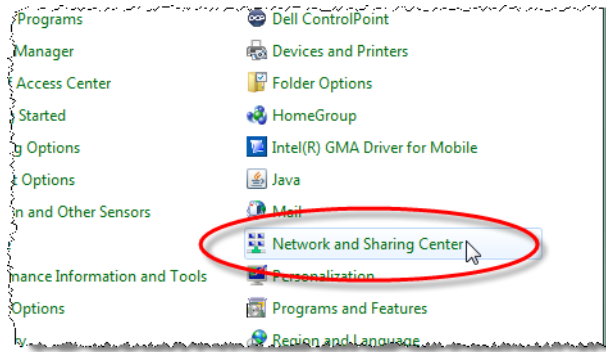 Programs
Manager
Access Center
Started
g Options
t Options
n and Other Sensors
mance Information and Tools
Options
Dell ControlPoint
Devices and Printers
Folder Options
HomeGroup
Intel(R) GMA Driver for Mobile
Java
Mail
Network and Sharing Center
Personalization
Programs and Features
Region and Language